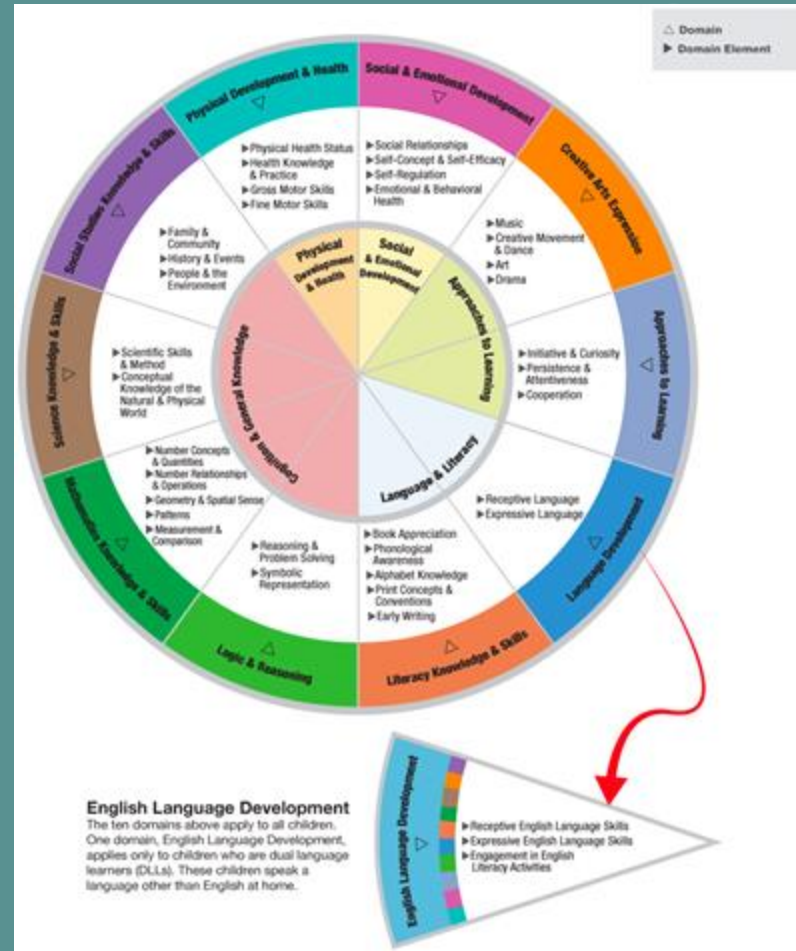 △ Domain
▶ Domain Element
Physical Development & Health
▶Physical Health Status
▶Health Knowledge
& Practice
▶Gross Motor Skills
▶Fine Motor Skills
Social & Emotional Development
▶Social Relationships
▶Self-Concept & Self-Efficacy
▶Self-Regulation
▶Emotional & Behavioral
Health
Creative Arts Expression
▶Music
▶Creative Movement
& Dance
▶Art
▶Drama
Approaches to Learning
▶Initiative & Curiosity
▶Persistence &
Attentiveness
▶Cooperation
Language Development
▶Receptive Language
▶Expressive Language
Literacy Knowledge & Skills
▶Book Appreciation
▶Phonological
Awareness
▶Alphabet Knowledge
▶Print Concepts &
Conventions
▶Early Writing
Logic & Reasoning
▶Reasoning &
Problem Solving
▶Symbolic
Representation
Mathematics Knowledge & Skills
▶Number Concepts
& Quantities
▶Number Relationships
& Operations
▶Geometry & Spatial Sense
▶Patterns
▶Measurement &
Comparison
Science Knowledge & Skills
▶Scientific Skills
& Method
▶Conceptual
Knowledge of the
Natural & Physical
World
Social Studies Knowledge & Skills
▶Family &
Community
▶History & Events
▶People & the
Environment
Physical
Development
& Health
Social
& Emotional
Development
Approaches to Learning
Language & Literacy
Cognition & General Knowledge
English Language Development
The ten domains above apply to all children.
One domain, English Language Development,
applies only to children who are dual language
learners (DLLs). These children speak a
language other than English at home.
English Language Development
▶Receptive English Language Skills
▶Expressive English Language Skills
▶Engagement in English
Literacy Activities